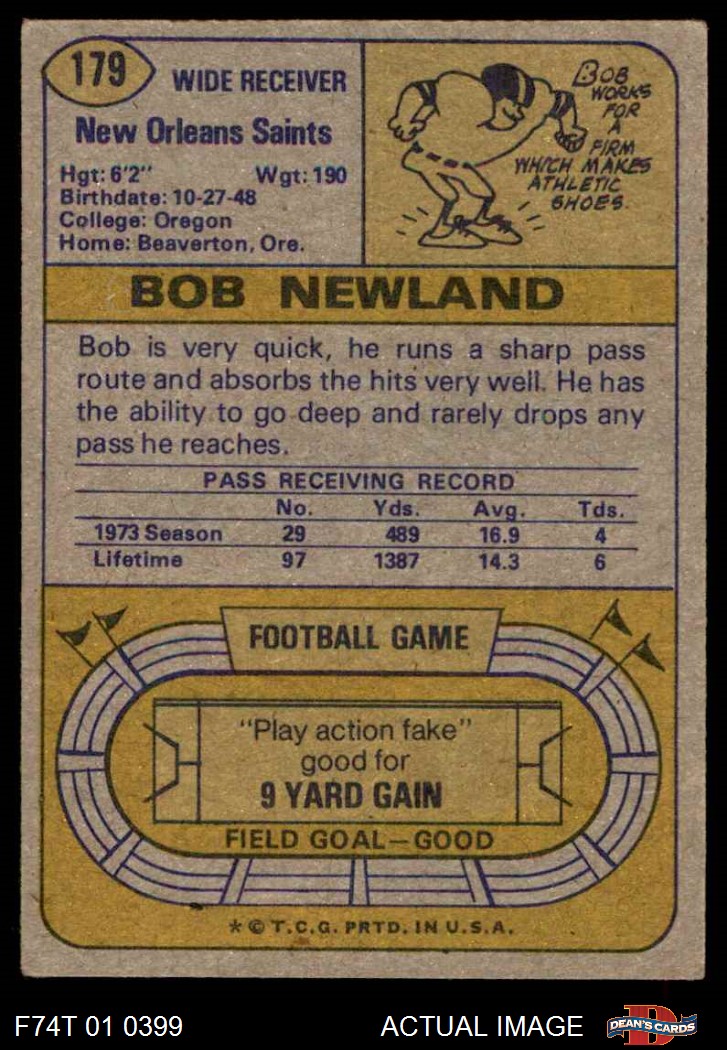 179
WIDE RECEIVER
New Orleans Saints
Hgt: 6'2" Wgt: 190
Birthdate: 10-27-48
College: Oregon
Home: Beaverton, Ore.
BOB
WORKS
FOR
A
FIRM
WHICH MAKES
ATHLETIC
SHOES.
BOB NEWLAND
Bob is very quick, he runs a sharp pass
route and absorbs the hits very well. He has
the ability to go deep and rarely drops any
pass he reaches.
PASS RECEIVING RECORD
No. Yds. Avg. Tds.
1973 Season 29 489 16.9 4
Lifetime 97 1387 14.3 6
FOOTBALL GAME
"Play action fake"
good for
9 YARD GAIN
FIELD GOAL—GOOD
* © T.C.G. PRTD. IN U.S.A.
F74T 01 0399 ACTUAL IMAGE
D
DEAN'S CARDS